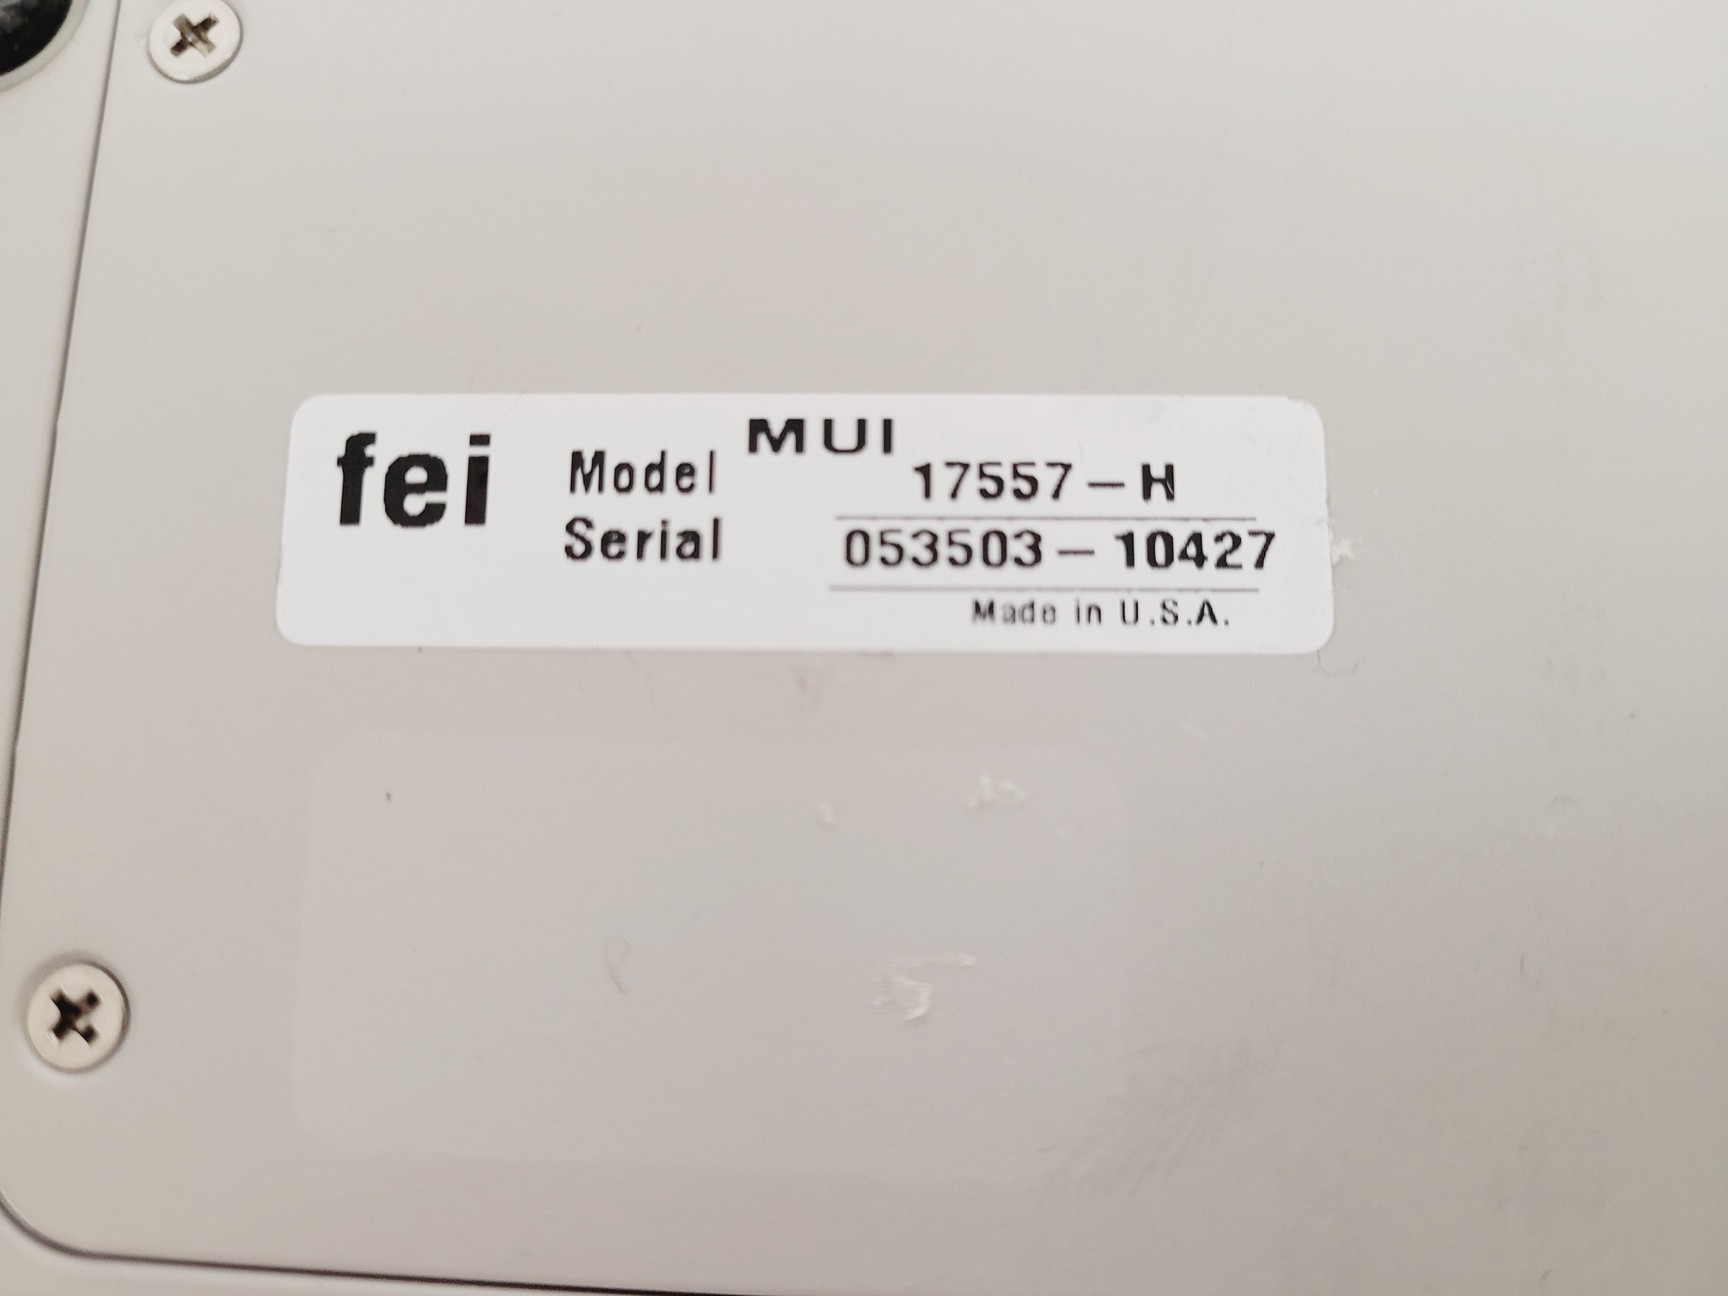 fei
MUI
Model 17557-H
Serial 053503-10427
Made in U.S.A.